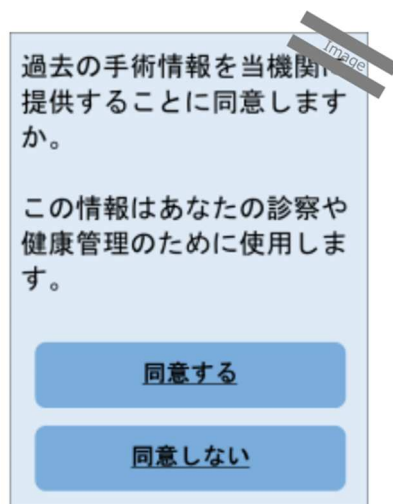 過去の手術情報を当機関に
提供することに同意します
か。
この情報はあなたの診察や
健康管理のために使用しま
す。
同意する
同意しない
Image